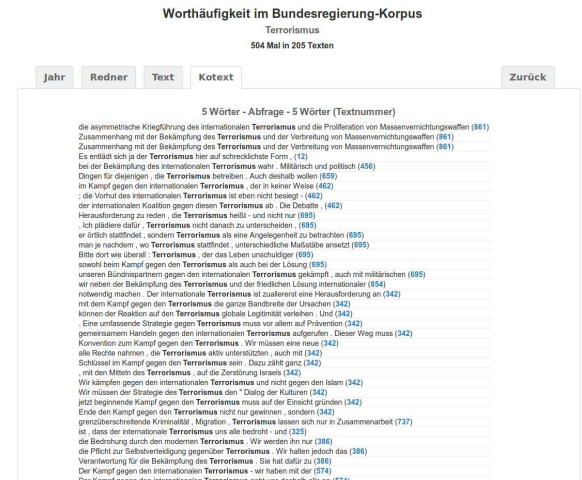 Worthäufigkeit im Bundesregierung-Korpus
Terrorismus
504 Mal in 205 Texten
Jahr Redner Text Kotext Zurück
5 Wörter - Abfrage - 5 Wörter (Textnummer)
die asymmetrische Kriegführung des internationalen Terrorismus und die Proliferation von Massenvernichtungswaffen (861)
Zusammenhang mit der Bekämpfung des Terrorismus und der Verbreitung von Massenvernichtungswaffen (861)
Zusammenhang mit der Bekämpfung des Terrorismus und der Verbreitung von Massenvernichtungswaffen (861)
Es entlädt sich ja der Terrorismus hier auf schrecklichste Form , (12)
bei der Bekämpfung des internationalen Terrorismus wahr . Militärisch und politisch (456)
Dingen für diejenigen , die Terrorismus betreiben . Auch deshalb wollen (659)
im Kampf gegen den internationalen Terrorismus , der in keiner Weise (462)
; die Vorhut des internationalen Terrorismus ist eben nicht besiegt - (462)
der internationalen Koalition gegen diesen Terrorismus ab . Die Debatte , (462)
Herausforderung zu reden , die Terrorismus heißt - und nicht nur (695)
. Ich plädiere dafür , Terrorismus nicht danach zu unterscheiden , (695)
er örtlich stattfindet , sondern Terrorismus als eine Angelegenheit zu betrachten (695)
man je nachdem , wo Terrorismus stattfindet , unterschiedliche Maßstäbe ansetzt (695)
Bitte dort wie überall : Terrorismus , der das Leben unschuldiger (695)
sowohl beim Kampf gegen den Terrorismus als auch bei der Lösung (695)
unseren Bündnispartnern gegen den internationalen Terrorismus gekämpft , auch mit militärischen (695)
wir neben der Bekämpfung des Terrorismus und der friedlichen Lösung internationaler (854)
notwendig machen . Der internationale Terrorismus ist zuallererst eine Herausforderung an (342)
mit dem Kampf gegen den Terrorismus die ganze Bandbreite der Ursachen (342)
können der Reaktion auf den Terrorismus globale Legitimität verleihen . Und (342)
. Eine umfassende Strategie gegen Terrorismus muss vor allem auf Prävention (342)
gemeinsamem Handeln gegen den internationalen Terrorismus aufgerufen . Dieser Weg muss (342)
Konvention zum Kampf gegen den Terrorismus . Wir müssen eine neue (342)
alle Rechte nahmen , die Terrorismus aktiv unterstützten , auch mit (342)
Schlüssel im Kampf gegen den Terrorismus sein . Dazu zählt ganz (342)
, mit den Mitteln des Terrorismus , auf die Zerstörung Israels (342)
Wir kämpfen gegen den internationalen Terrorismus und nicht gegen den Islam (342)
Wir müssen der Strategie des Terrorismus den " Dialog der Kulturen (342)
jetzt beginnende Kampf gegen den Terrorismus muss auf der Einsicht gründen (342)
Ende den Kampf gegen den Terrorismus nicht nur gewinnen , sondern (342)
grenzüberschreitende Kriminalität , Migration , Terrorismus lassen sich nur in Zusammenarbeit (737)
ist , dass der internationale Terrorismus uns alle bedroht - und (325)
die Bedrohung durch den modernen Terrorismus . Wir werden ihn nur (386)
die Pflicht zur Selbstverteidigung gegenüber Terrorismus . Wir halten jedoch das (386)
Verantwortung für die Bekämpfung des Terrorismus . Sie hat dafür zu (386)
Der Kampf gegen den internationalen Terrorismus - wir haben mit der (574)